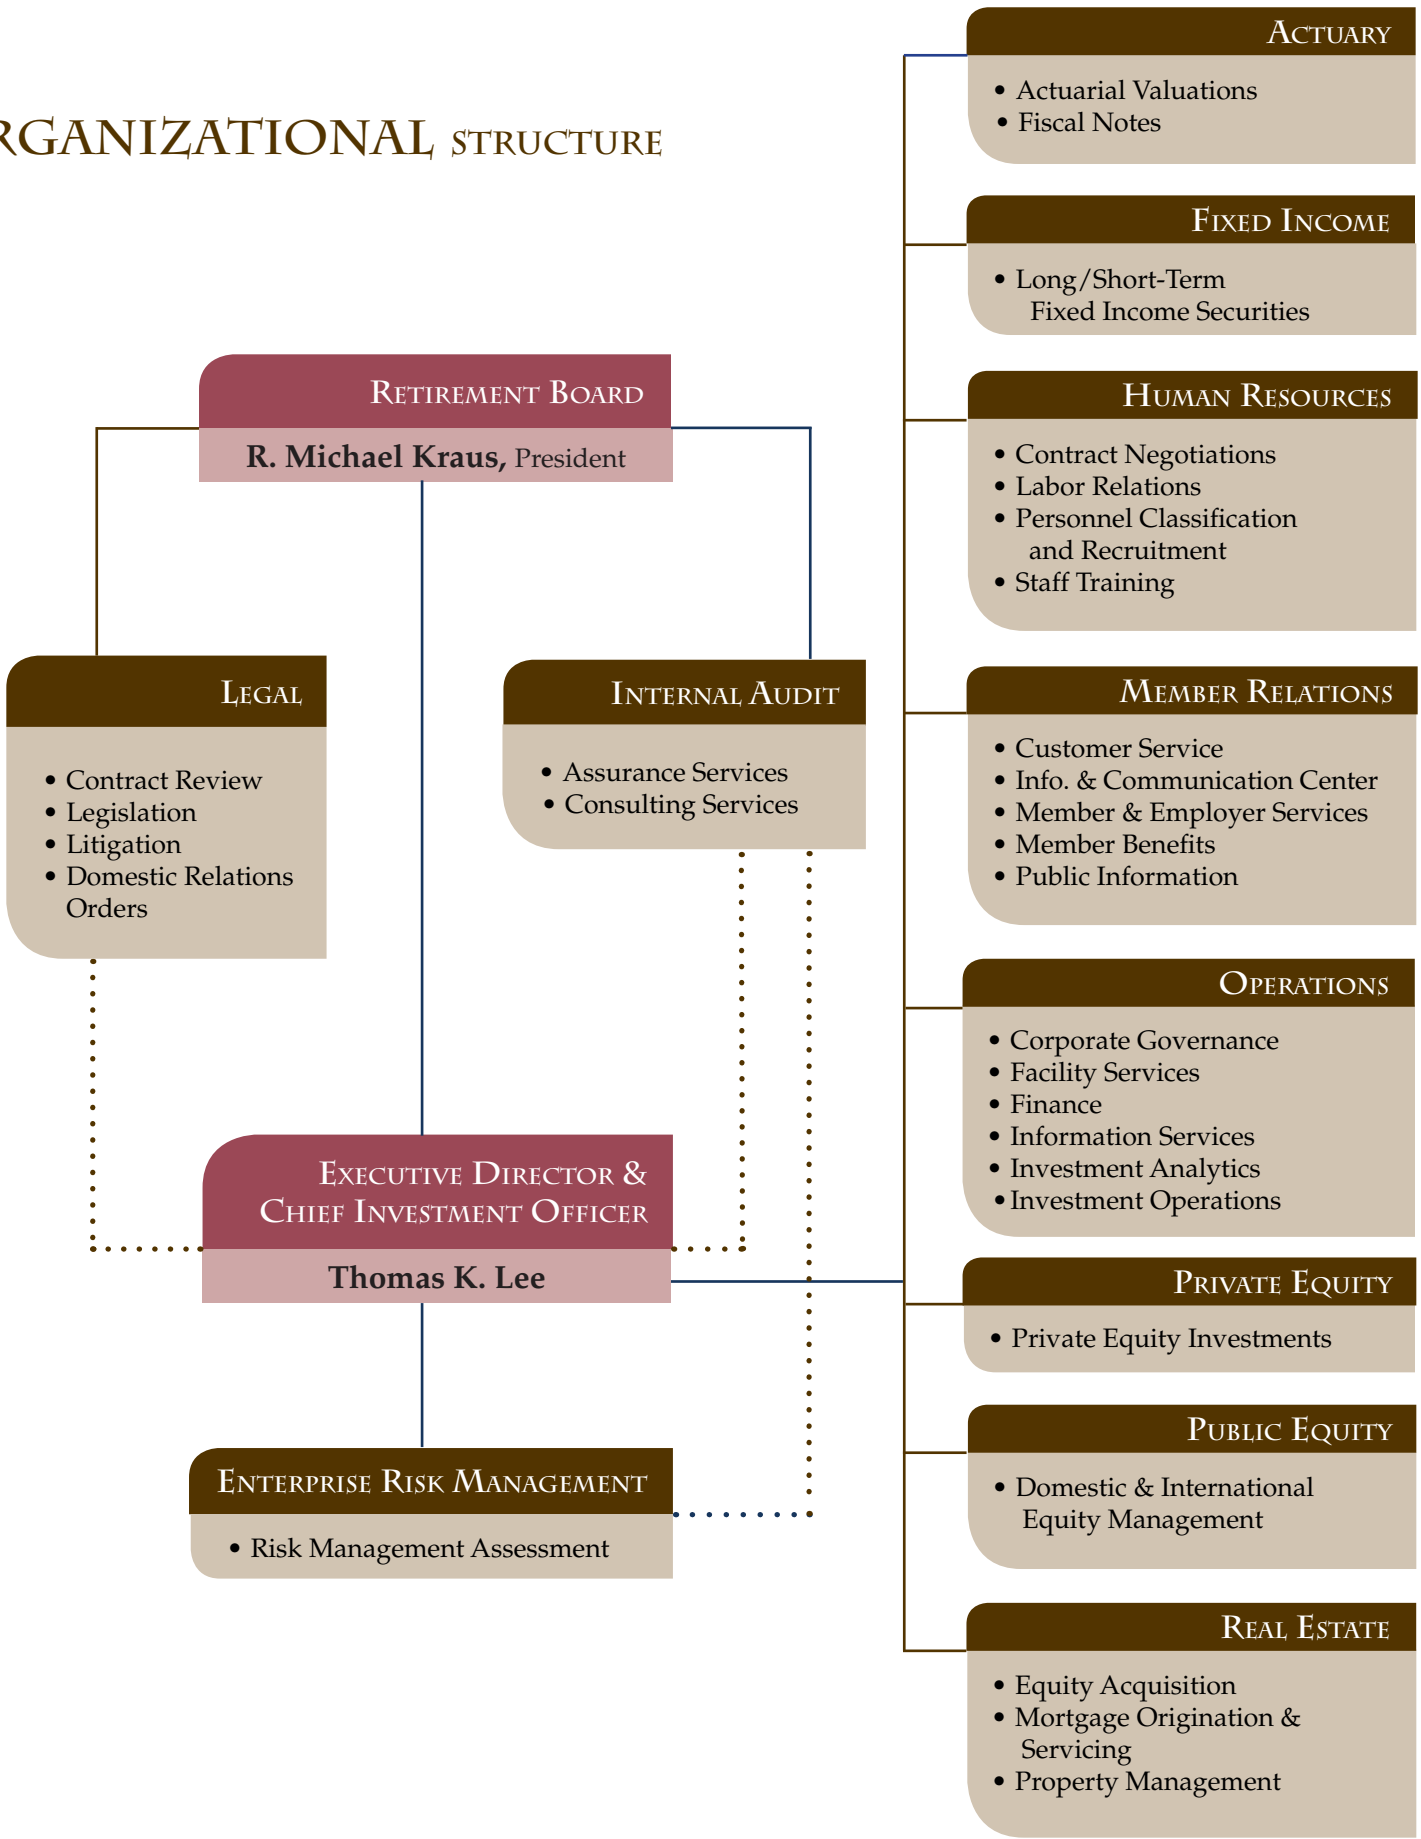 RGANIZATIONAL STRUCTURE
RETIREMENT BOARD
R. Michael Kraus, President
LEGAL
• Contract Review
• Legislation
• Litigation
• Domestic Relations
Orders
INTERNAL AUDIT
• Assurance Services
• Consulting Services
EXECUTIVE DIRECTOR &
CHIEF INVESTMENT OFFICER
Thomas K. Lee
ENTERPRISE RISK MANAGEMENT
• Risk Management Assessment
ACTUARY
• Actuarial Valuations
• Fiscal Notes
FIXED INCOME
• Long/Short-Term
Fixed Income Securities
HUMAN RESOURCES
• Contract Negotiations
• Labor Relations
• Personnel Classification
and Recruitment
• Staff Training
MEMBER RELATIONS
• Customer Service
• Info. & Communication Center
• Member & Employer Services
• Member Benefits
• Public Information
OPERATIONS
• Corporate Governance
• Facility Services
• Finance
• Information Services
• Investment Analytics
• Investment Operations
PRIVATE EQUITY
• Private Equity Investments
PUBLIC EQUITY
• Domestic & International
Equity Management
REAL ESTATE
• Equity Acquisition
• Mortgage Origination &
Servicing
• Property Management